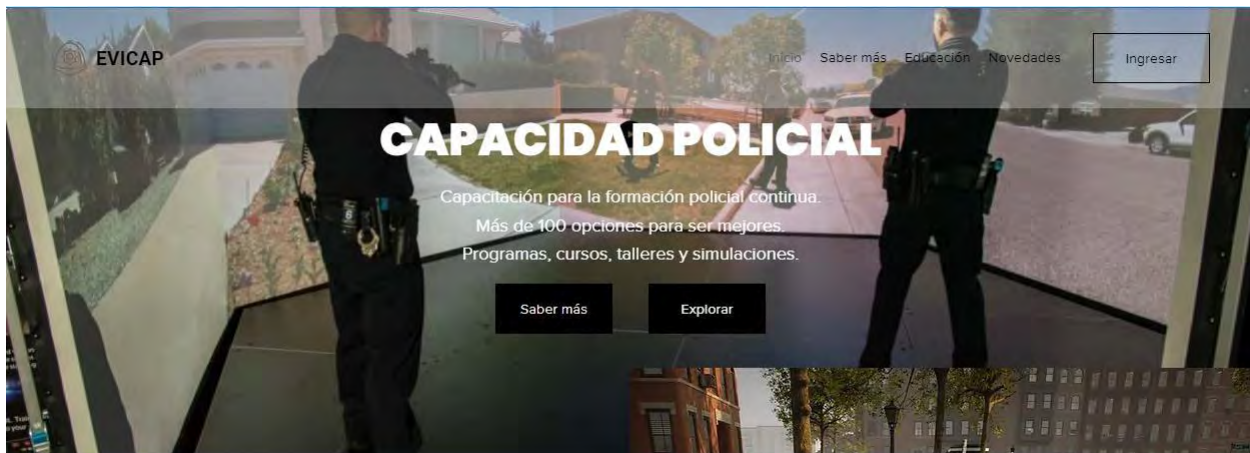 EVICAP
Inicio Saber más Educación Novedades Ingresar
CAPACIDAD POLICIAL
Capacitación para la formación policial continua.
Más de 100 opciones para ser mejores.
Programas, cursos, talleres y simulaciones.
Saber más Explorar